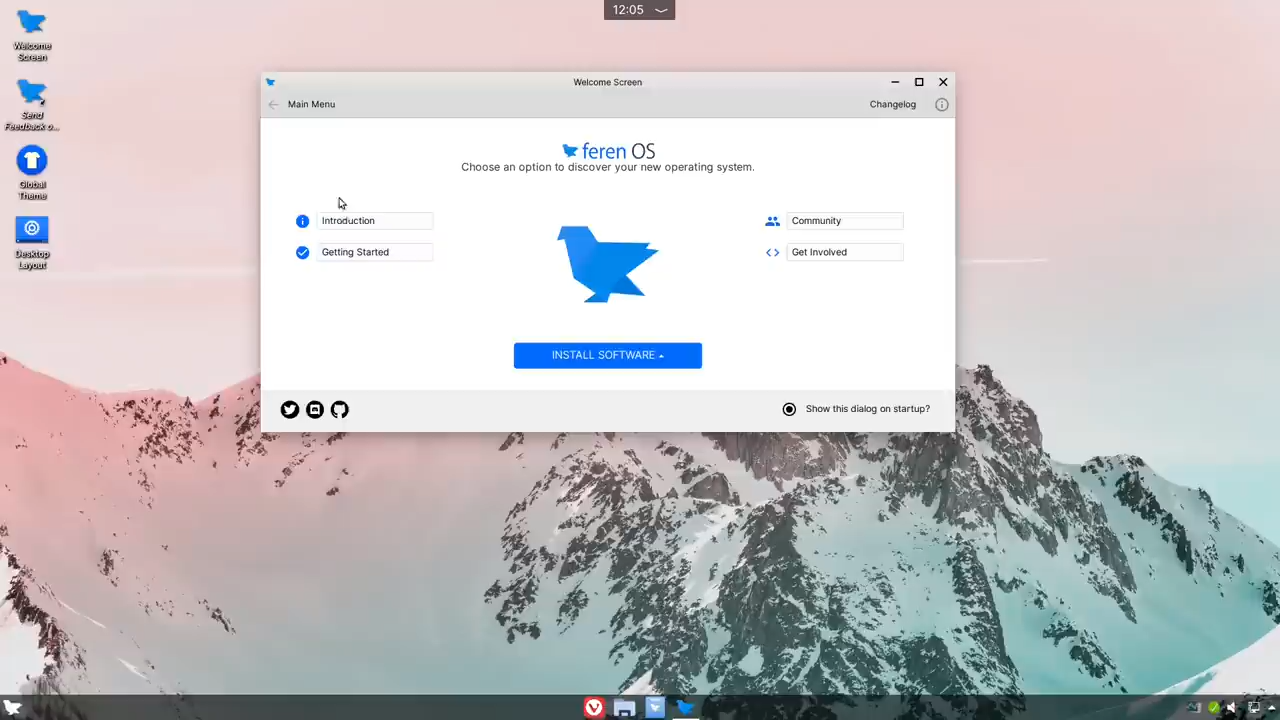 12:05
Welcome
Screen
Send
Feedback o...
Global
Theme
Desktop
Layout
Welcome Screen
Main Menu
Changelog
feren OS
Choose an option to discover your new operating system.
Introduction
Getting Started
Community
Get Involved
INSTALL SOFTWARE
Show this dialog on startup?